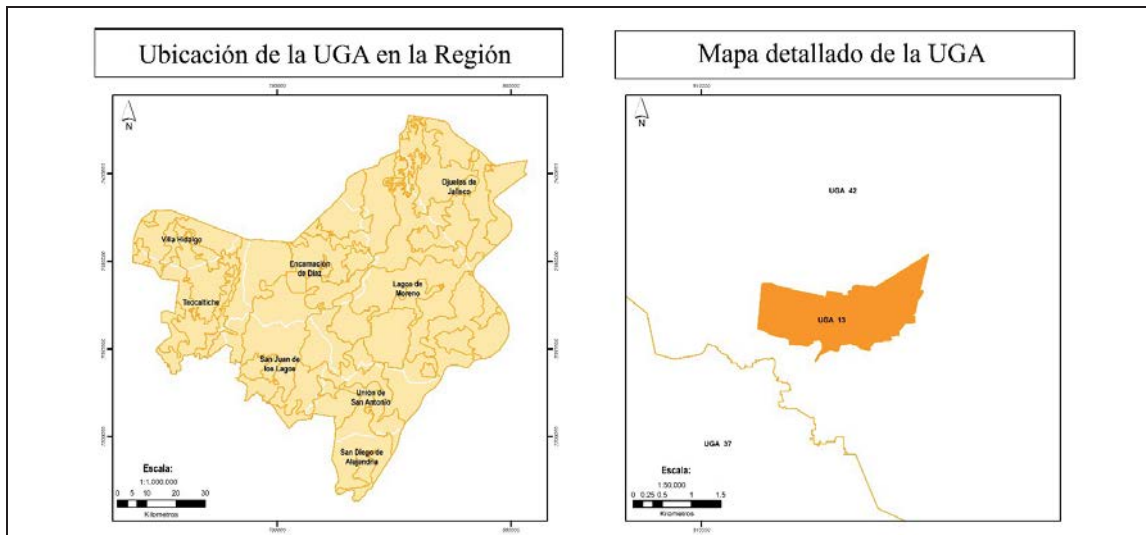 Ubicación de la UGA en la Región
N
Ojuelos de
Jalisco
Villa Hidalgo
Encarnación
de Díaz
Teocaltiche
Lagos de
Moreno
San Juan de
los Lagos
Unión de
San Antonio
San Diego de
Alejandría
Escala:
1:1,000,000
0 5 10 20 30
Kilometros
Mapa detallado de la UGA
N
UGA 42
UGA 13
UGA 37
Escala:
1:50,000
0 0.25 0.5 1 1.5
Kilometros